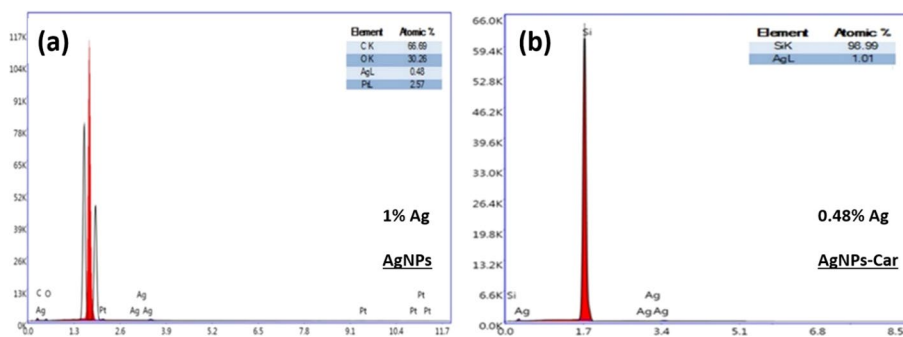 (a)
117K
104K
91K
78K
65K
52K
39K
26K
13K
0K
Element Atomic %
C K 66.69
O K 30.26
AgL 0.48
PtL 2.57
1% Ag
AgNPs
C O Ag Pt
Ag Pt Ag Ag Pt Pt Pt
0.0 1.3 2.6 3.9 5.2 6.5 7.8 9.1 10.4 11.7
(b)
66.0K
59.4K
52.8K
46.2K
39.6K
33.0K
26.4K
19.8K
13.2K
6.6K
0.0K
Si
Element Atomic %
SiK 98.99
AgL 1.01
0.48% Ag
AgNPs-Car
Si Ag
Ag Ag Ag
0.0 1.7 3.4 5.1 6.8 8.5